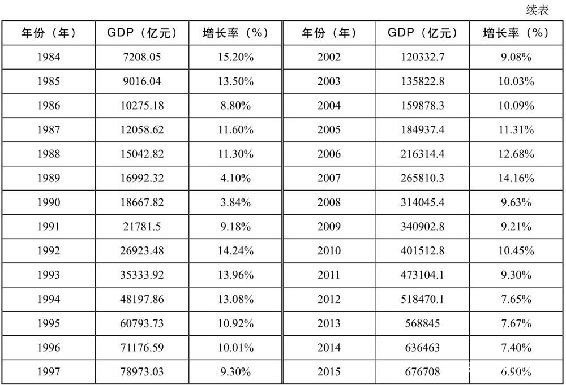 续表
年份（年） GDP（亿元） 增长率（%） 年份（年） GDP（亿元） 增长率（%）
1984 7208.05 15.20% 2002 120332.7 9.08%
1985 9016.04 13.50% 2003 135822.8 10.03%
1986 10275.18 8.80% 2004 159878.3 10.09%
1987 12058.62 11.60% 2005 184937.4 11.31%
1988 15042.82 11.30% 2006 216314.4 12.68%
1989 16992.32 4.10% 2007 265810.3 14.16%
1990 18667.82 3.84% 2008 314045.4 9.63%
1991 21781.5 9.18% 2009 340902.8 9.21%
1992 26923.48 14.24% 2010 401512.8 10.45%
1993 35333.92 13.96% 2011 473104.1 9.30%
1994 48197.86 13.08% 2012 518470.1 7.65%
1995 60793.73 10.92% 2013 568845 7.67%
1996 71176.59 10.01% 2014 636463 7.40%
1997 78973.03 9.30% 2015 676708 6.90%